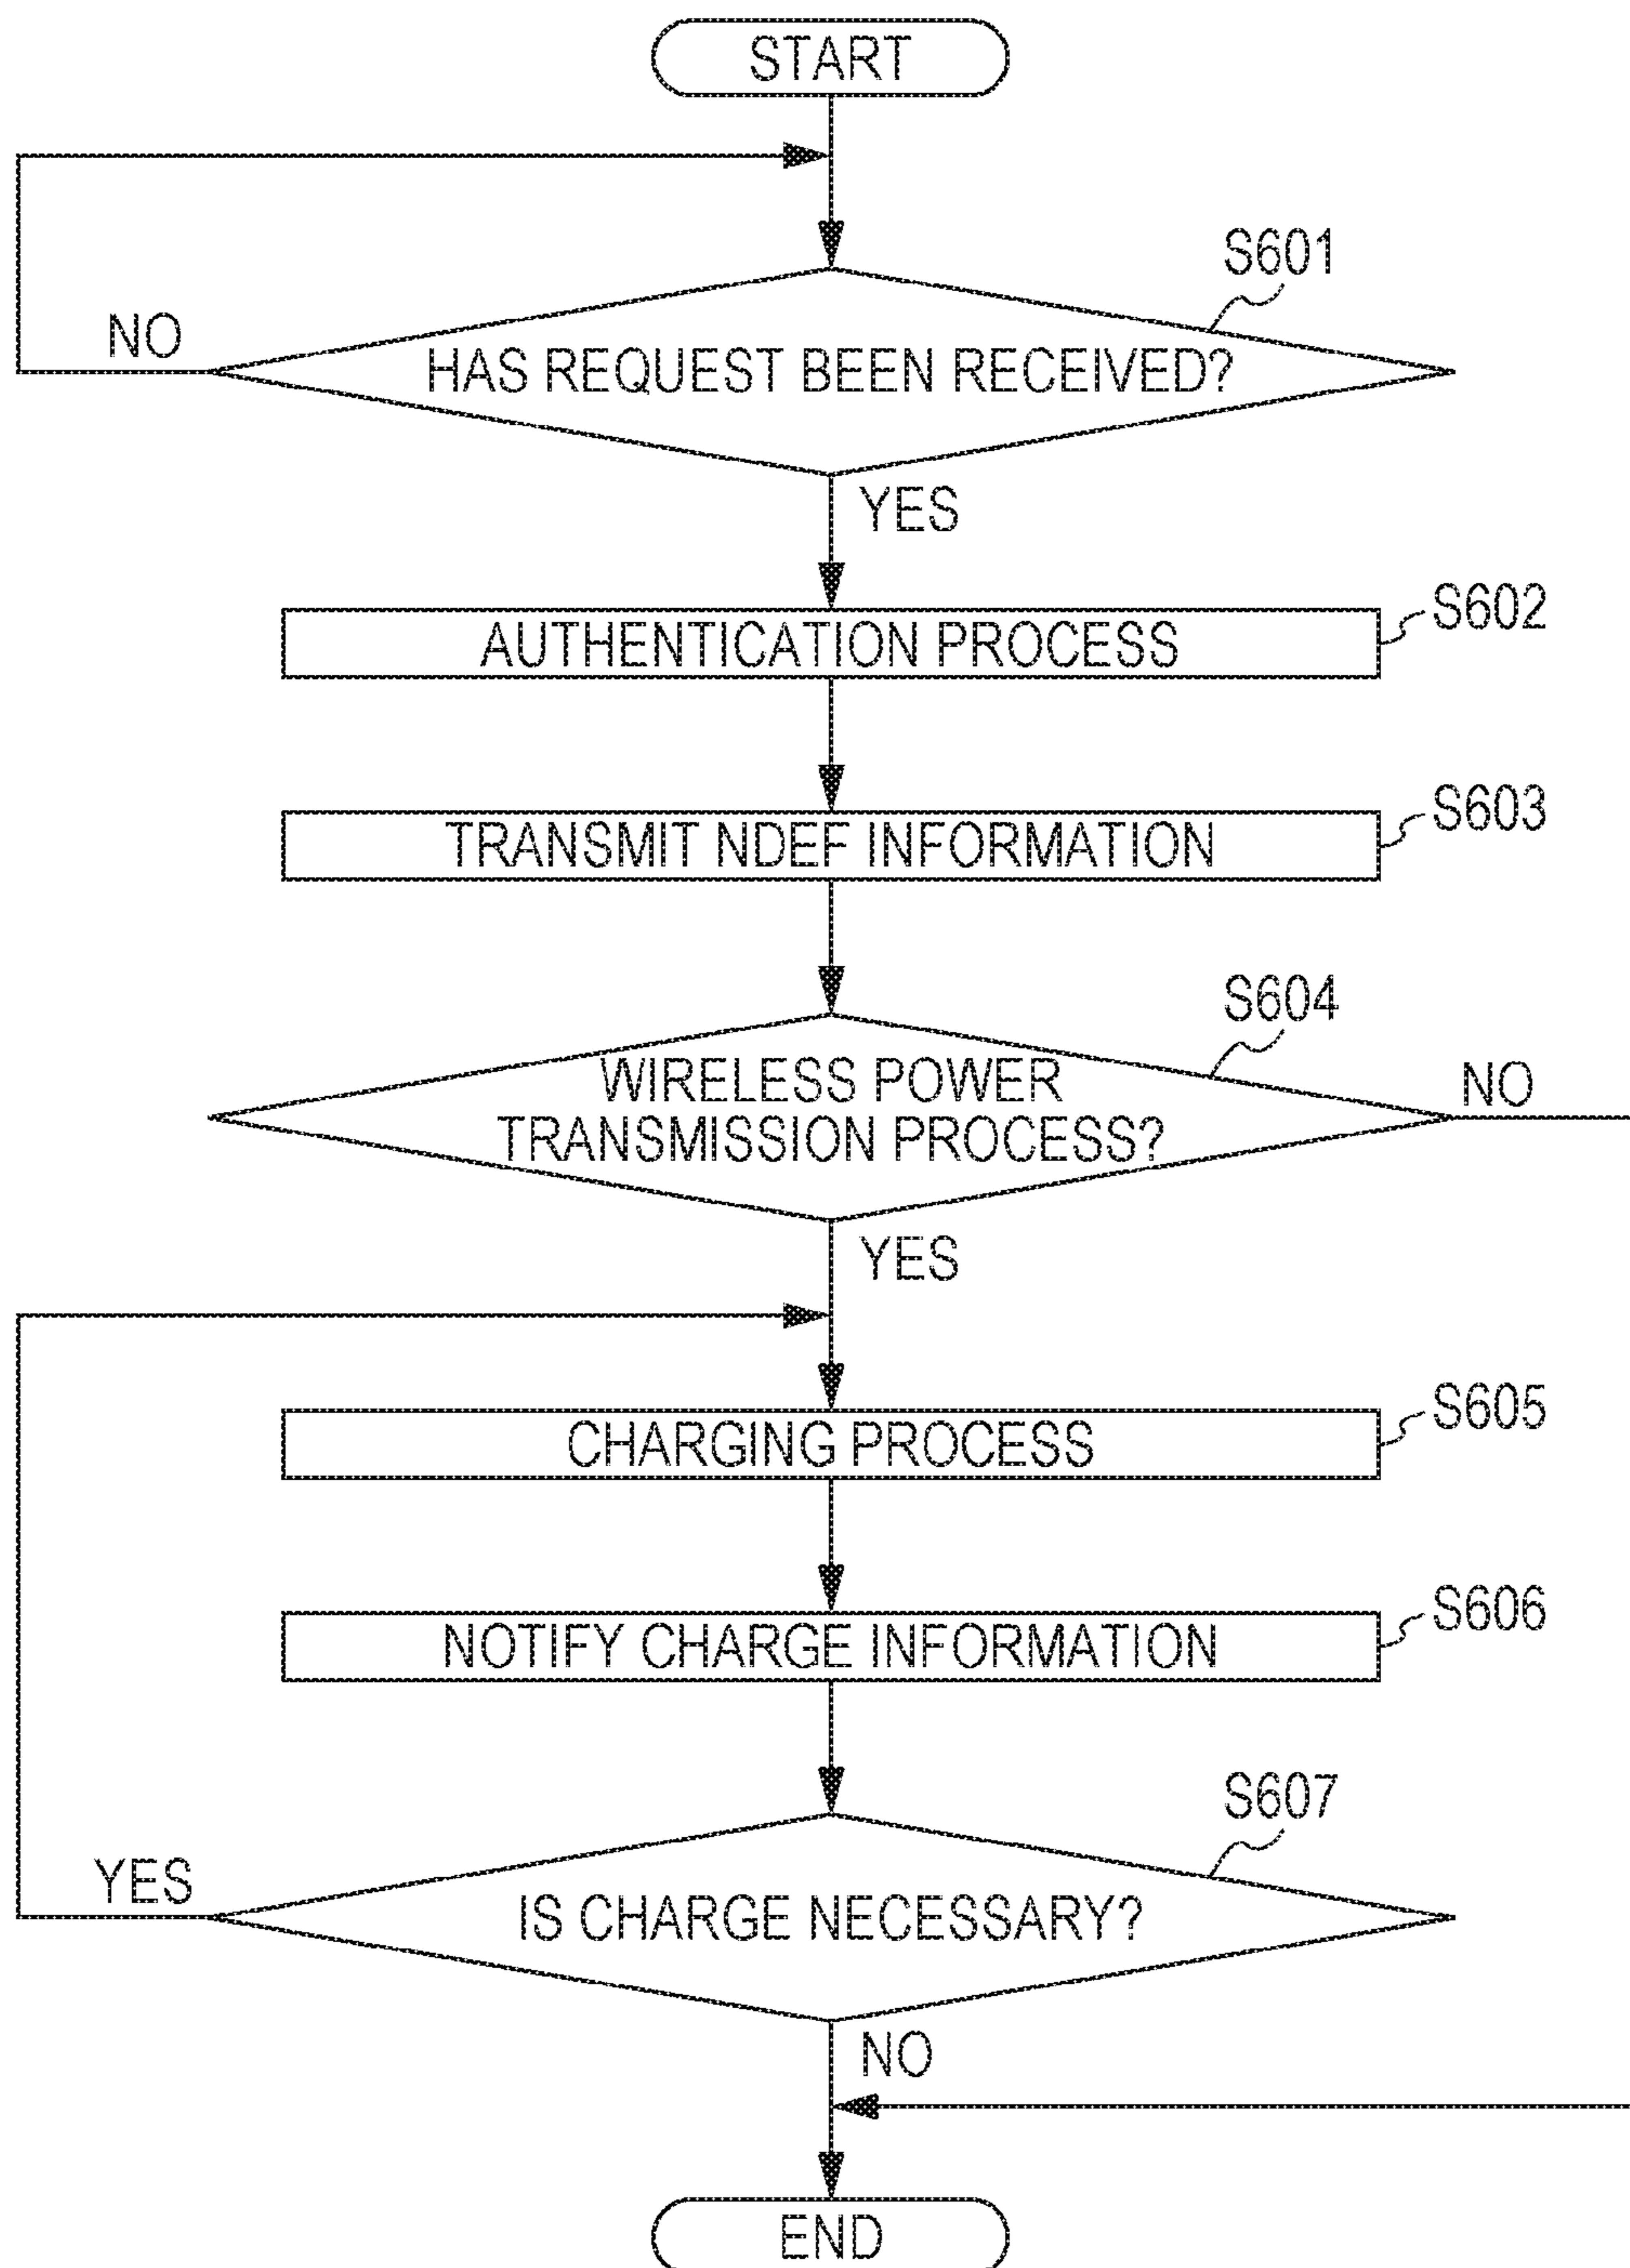 START
S601
NO
HAS REQUEST BEEN RECEIVED?
YES
S602
AUTHENTICATION PROCESS
S603
TRANSMIT NDEF INFORMATION
S604
WIRELESS POWER
NO
TRANSMISSION PROCESS?
YES
S605
CHARGING PROCESS
S606
NOTIFY CHARGE INFORMATION
S607
YES
IS CHARGE NECESSARY?
NO
END